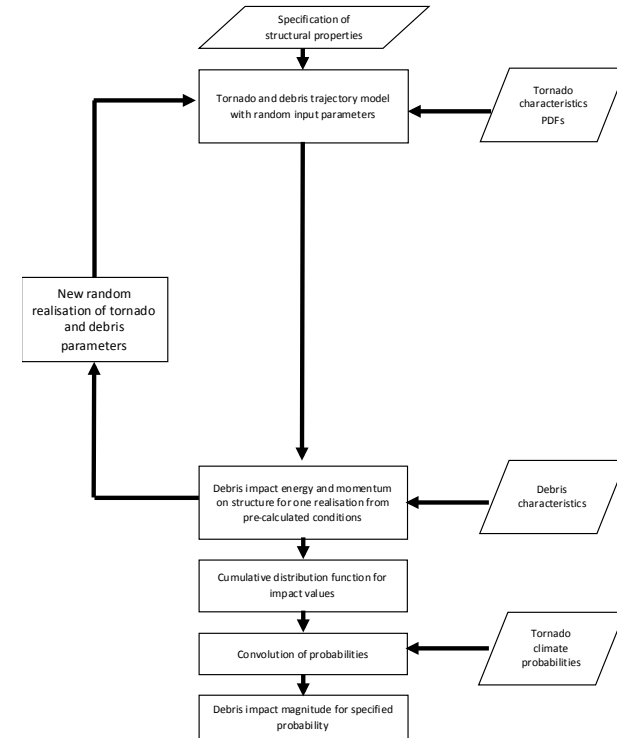 Specification of
structural properties
Tornado and debris trajectory model
with random input parameters
Tornado
characteristics
PDFs
New random
realisation of tornado
and debris
parameters
Debris impact energy and momentum
on structure for one realisation from
pre-calculated conditions
Debris
characteristics
Cumulative distribution function for
impact values
Convolution of probabilities
Tornado
climate
probabilities
Debris impact magnitude for specified
probability